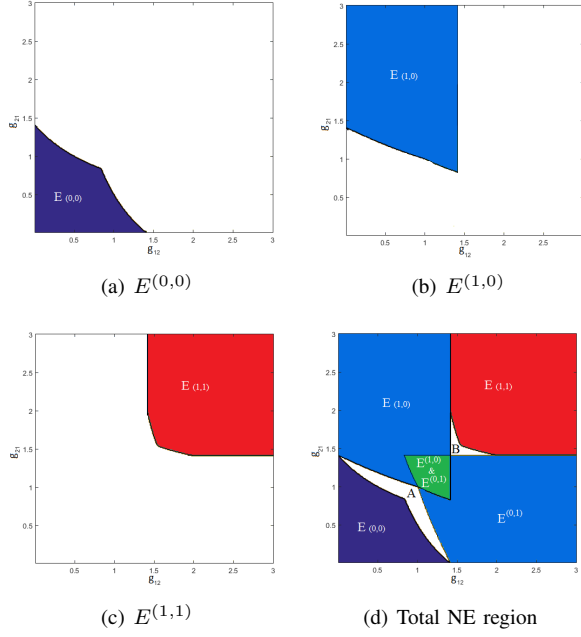 3
2.5
2
1.5
g21
1
0.5
E (0,0)
0.5 1 1.5 2 2.5 3
g12
(a) E(0,0)
3
2.5
2
1.5
g21
1
0.5
E (1,0)
0.5 1 1.5 2 2.5
g12
(b) E(1,0)
3
2.5
2
1.5
g21
1
0.5
E (1,1)
0.5 1 1.5 2 2.5 3
g12
(c) E(1,1)
3
2.5
2
1.5
g21
1
0.5
E (1,0)
E (1,1)
B
E(1,0)
&
E(0,1)
A
E(0,1)
E (0,0)
0.5 1 1.5 2 2.5 3
g12
(d) Total NE region